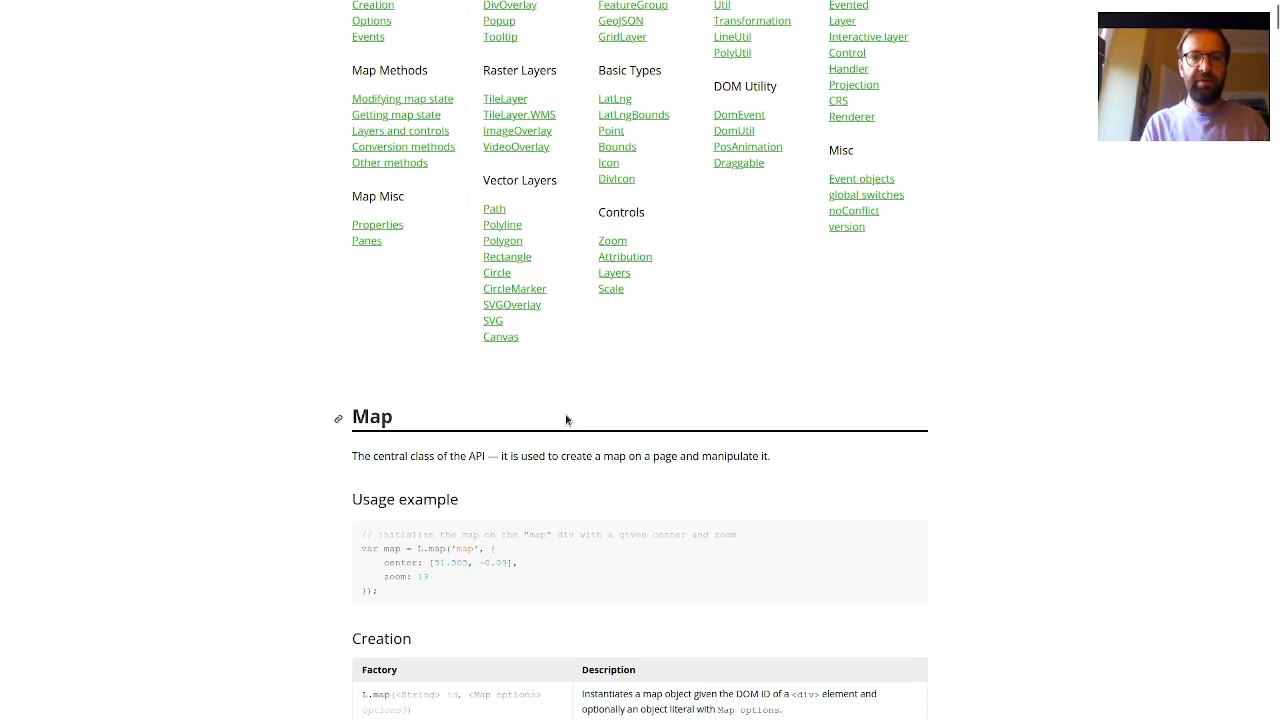 Creation
Options
Events
Map Methods
Modifying map state
Getting map state
Layers and controls
Conversion methods
Other methods
Map Misc
Properties
Panes
DivOverlay
Popup
Tooltip
Raster Layers
TileLayer
TileLayer.WMS
ImageOverlay
VideoOverlay
Vector Layers
Path
Polyline
Polygon
Rectangle
Circle
CircleMarker
SVGOverlay
SVG
Canvas
FeatureGroup
GeoJSON
GridLayer
Basic Types
LatLng
LatLngBounds
Point
Bounds
Icon
DivIcon
Controls
Zoom
Attribution
Layers
Scale
Util
Transformation
LineUtil
PolyUtil
DOM Utility
DomEvent
DomUtil
PosAnimation
Draggable
Evented
Layer
Interactive layer
Control
Handler
Projection
CRS
Renderer
Misc
Event objects
global switches
noConflict
version
Map
The central class of the API — it is used to create a map on a page and manipulate it.
Usage example
// initialize the map on the "map" div with a given center and zoom
var map = L.map('map', {
center: [51.505, -0.09],
zoom: 13
});
Creation
Factory
Description
L.map(<String> id, <Map options>
options?)
Instantiates a map object given the DOM ID of a <div> element and
optionally an object literal with Map options.